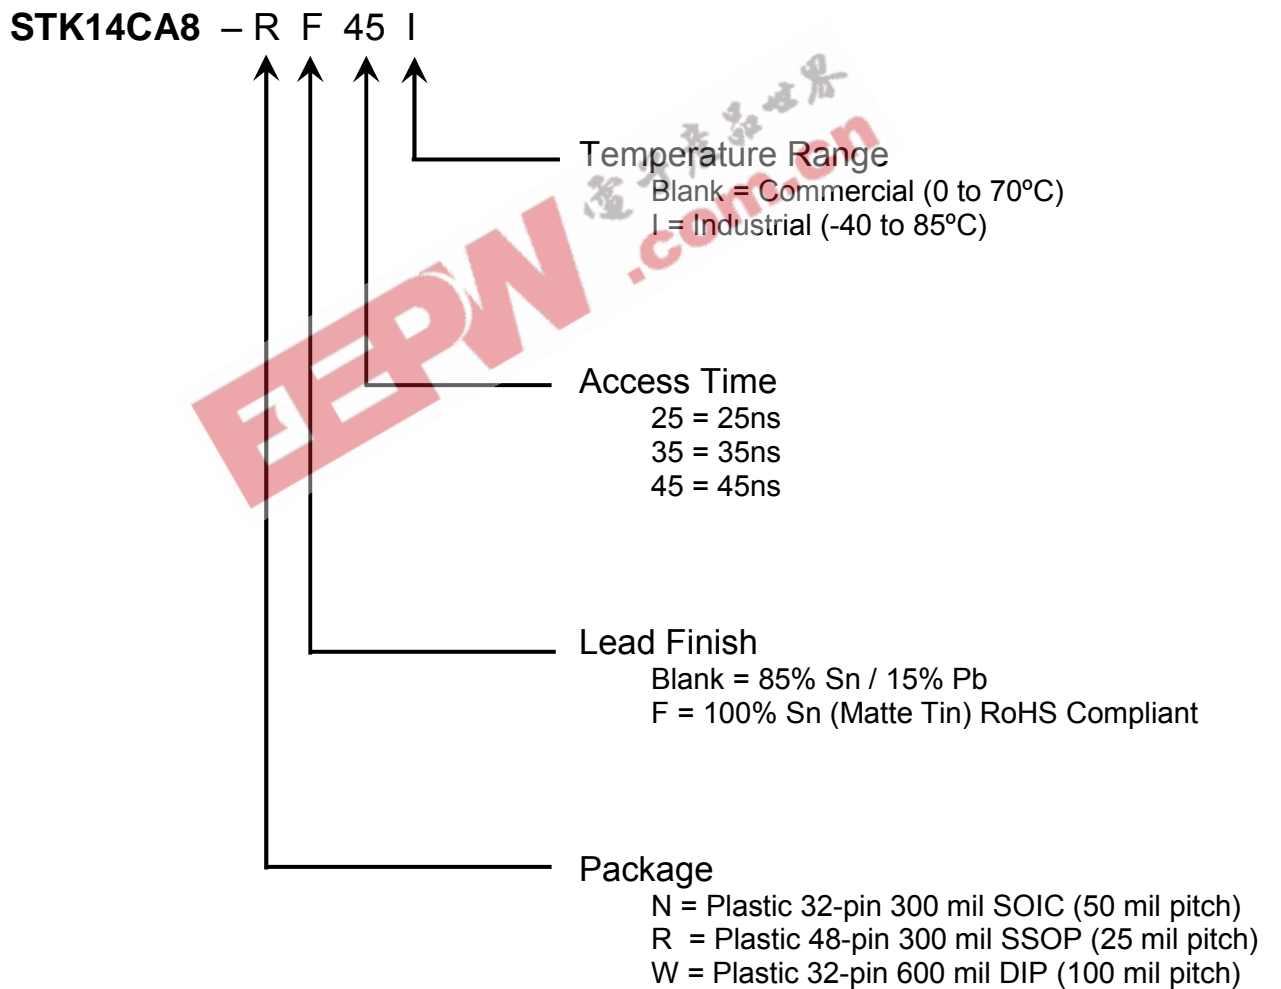 STK14CA8 – R F 45 I
Temperature Range
Blank = Commercial (0 to 70ºC)
I = Industrial (-40 to 85ºC)
Access Time
25 = 25ns
35 = 35ns
45 = 45ns
Lead Finish
Blank = 85% Sn / 15% Pb
F = 100% Sn (Matte Tin) RoHS Compliant
Package
N = Plastic 32-pin 300 mil SOIC (50 mil pitch)
R = Plastic 48-pin 300 mil SSOP (25 mil pitch)
W = Plastic 32-pin 600 mil DIP (100 mil pitch)
EEPW.com.cn